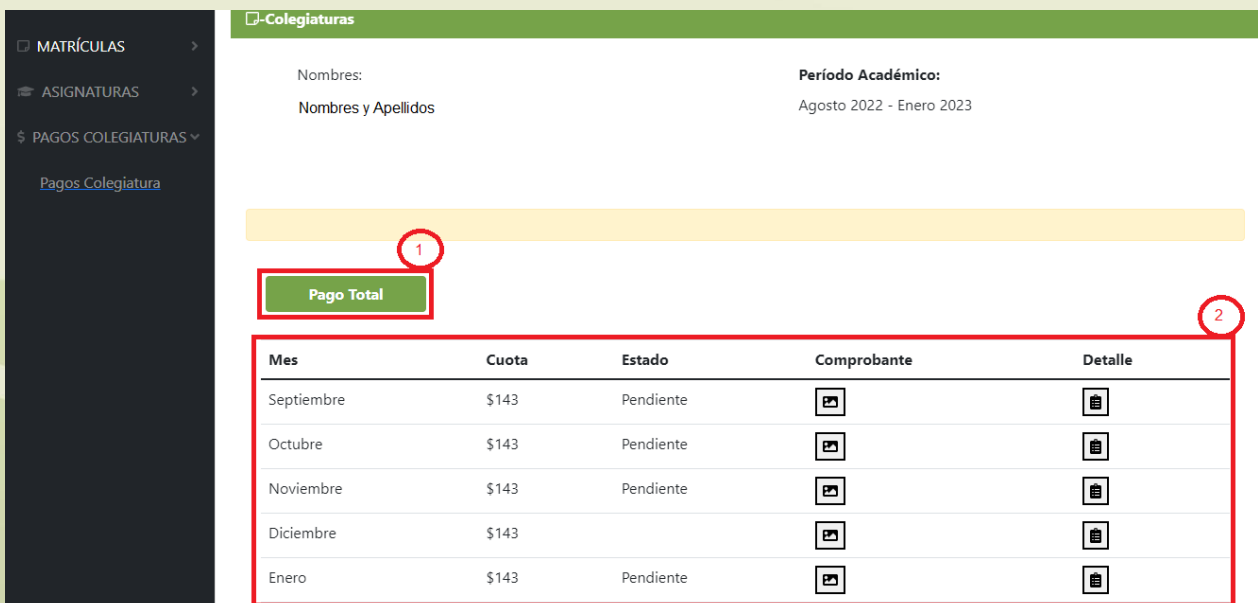 -Colegiaturas
MATRÍCULAS
ASIGNATURAS
$ PAGOS COLEGIATURAS
Pagos Colegiatura
Nombres:
Nombres y Apellidos
Período Académico:
Agosto 2022 - Enero 2023
1
Pago Total
2
Mes Cuota Estado Comprobante Detalle
Septiembre $143 Pendiente
Octubre $143 Pendiente
Noviembre $143 Pendiente
Diciembre $143
Enero $143 Pendiente